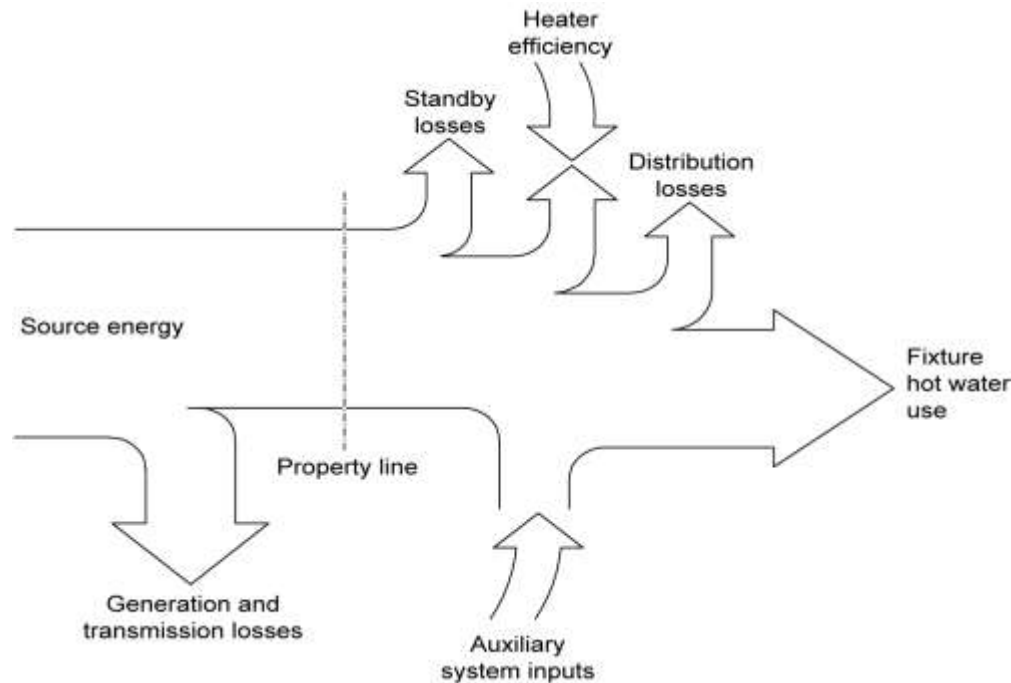 Heater
efficiency
Standby
losses
Distribution
losses
Source energy
Fixture
hot water
use
Property line
Generation and
transmission losses
Auxiliary
system inputs